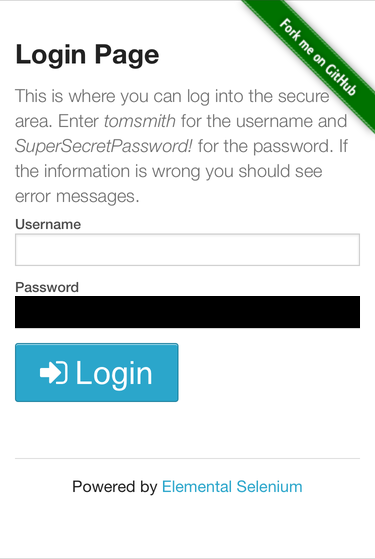 Fork me on GitHub
Login Page
This is where you can log into the secure
area. Enter tomsmith for the username and
SuperSecretPassword! for the password. If
the information is wrong you should see
error messages.
Username
Password
Login
Powered by Elemental Selenium